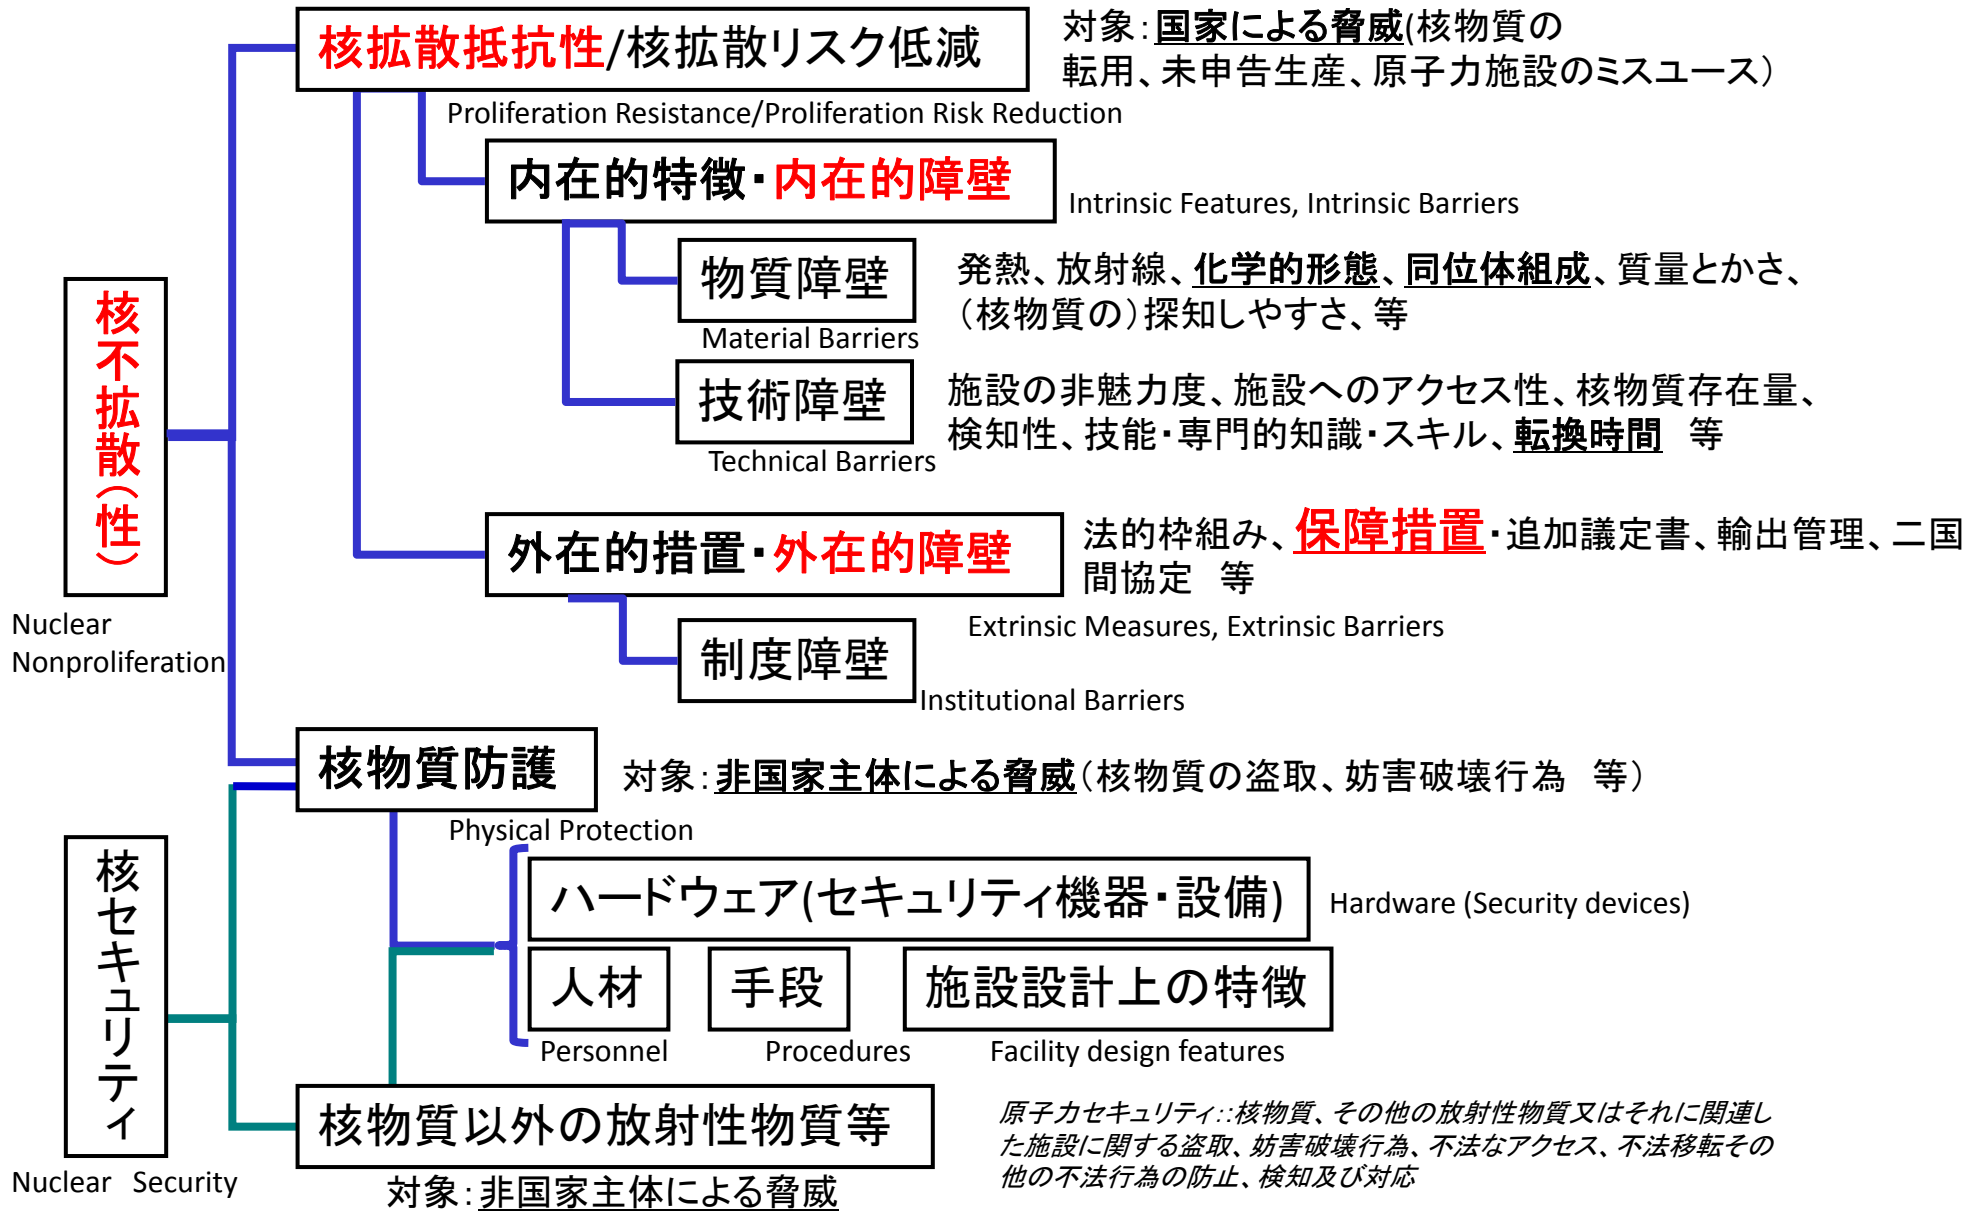 核拡散抵抗性/核拡散リスク低減
対象：国家による脅威(核物質の
転用、未申告生産、原子力施設のミスユース）
Proliferation Resistance/Proliferation Risk Reduction
内在的特徴・内在的障壁
Intrinsic Features, Intrinsic Barriers
物質障壁
Material Barriers
発熱、放射線、化学的形態、同位体組成、質量とかさ、
（核物質の）探知しやすさ、等
技術障壁
Technical Barriers
施設の非魅力度、施設へのアクセス性、核物質存在量、
検知性、技能・専門的知識・スキル、転換時間　等
核不拡散（性）
Nuclear
Nonproliferation
外在的措置・外在的障壁
法的枠組み、保障措置・追加議定書、輸出管理、二国
間協定　等
Extrinsic Measures, Extrinsic Barriers
制度障壁
Institutional Barriers
核物質防護
対象：非国家主体による脅威（核物質の盗取、妨害破壊行為　等）
Physical Protection
ハードウェア(セキュリティ機器・設備)
Hardware (Security devices)
人材
手段
施設設計上の特徴
Personnel
Procedures
Facility design features
核セキュリティ
Nuclear Security
核物質以外の放射性物質等
対象：非国家主体による脅威
原子力セキュリティ::核物質、その他の放射性物質又はそれに関連し
た施設に関する盗取、妨害破壊行為、不法なアクセス、不法移転その
他の不法行為の防止、検知及び対応